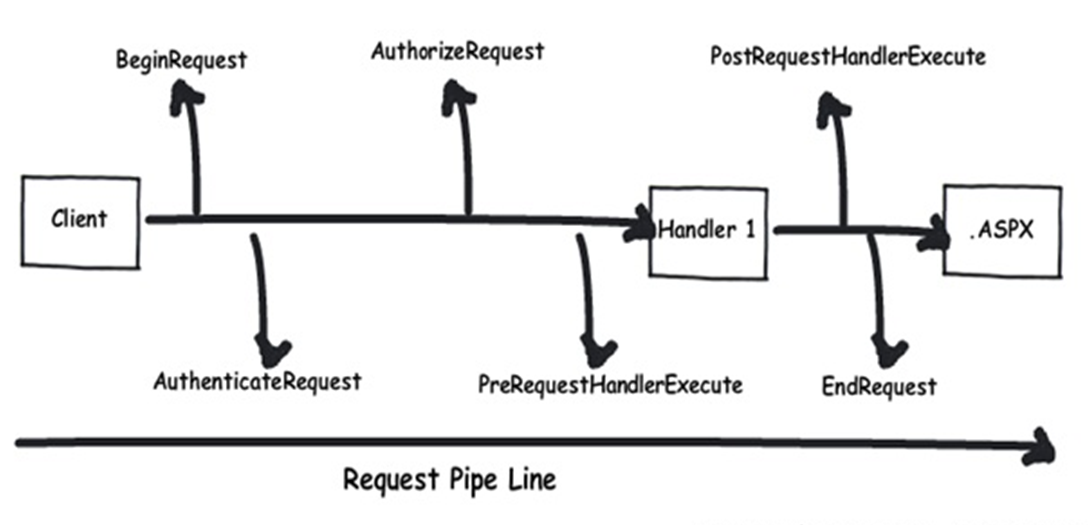 BeginRequest
AuthorizeRequest
PostRequestHandlerExecute
Client
Handler 1
.ASPX
AuthenticateRequest
PreRequestHandlerExecute
EndRequest
Request Pipe Line